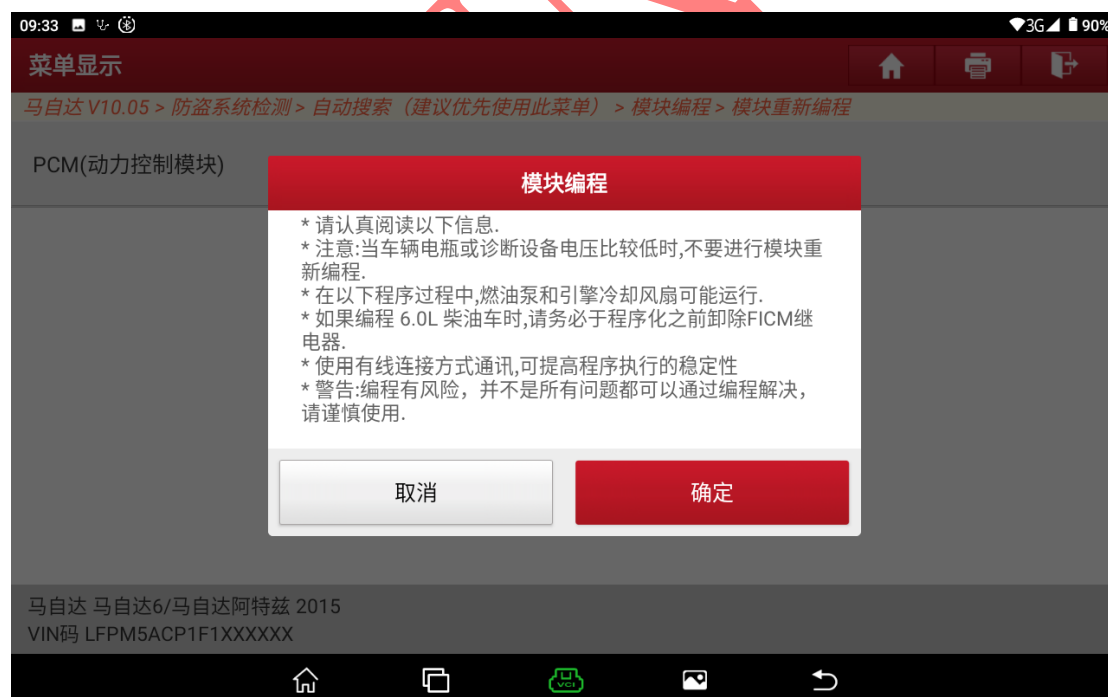 09:33
3G 90%
菜单显示
马自达 V10.05 > 防盗系统检测 > 自动搜索（建议优先使用此菜单） > 模块编程 > 模块重新编程
PCM(动力控制模块)
模块编程
* 请认真阅读以下信息.
* 注意:当车辆电瓶或诊断设备电压比较低时,不要进行模块重
新编程.
* 在以下程序过程中,燃油泵和引擎冷却风扇可能运行.
* 如果编程 6.0L 柴油车时,请务必于程序化之前卸除FICM继
电器.
* 使用有线连接方式通讯,可提高程序执行的稳定性
* 警告:编程有风险，并不是所有问题都可以通过编程解决，
请谨慎使用.
取消
确定
马自达 马自达6/马自达阿特兹 2015
VIN码 LFPM5ACP1F1XXXXXX
VCI